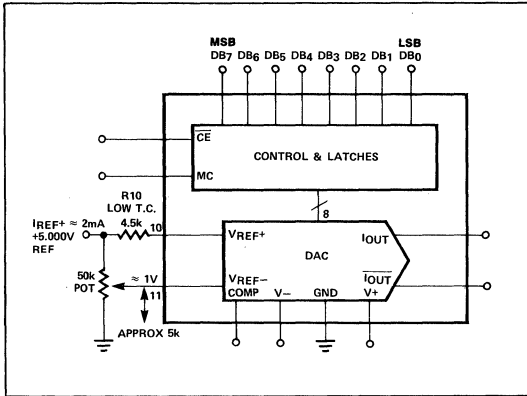 MSB LSB
DB7 DB6 DB5 DB4 DB3 DB2 DB1 DB0
CE
CONTROL & LATCHES
MC
8
R10
LOW T.C.
4.5k
10
IREF+ ≈ 2mA
+5.000V
REF
VREF+
IOUT
DAC
50k
POT
≈ 1V
11
VREF−
IOUT
COMP V− GND V+
APPROX 5k